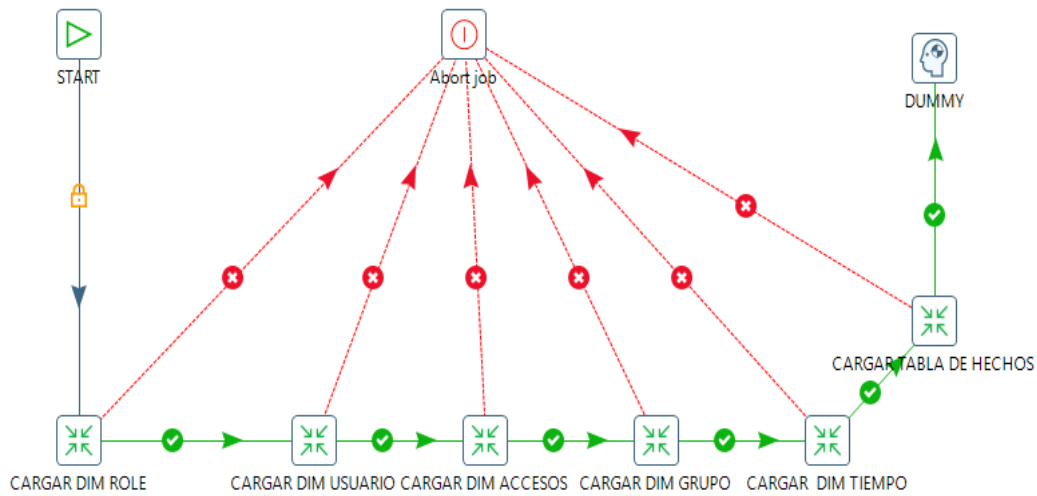 START
Abort job
DUMMY
CARGAR TABLA DE HECHOS
CARGAR DIM ROLE
CARGAR DIM USUARIO
CARGAR DIM ACCESOS
CARGAR DIM GRUPO
CARGAR DIM TIEMPO